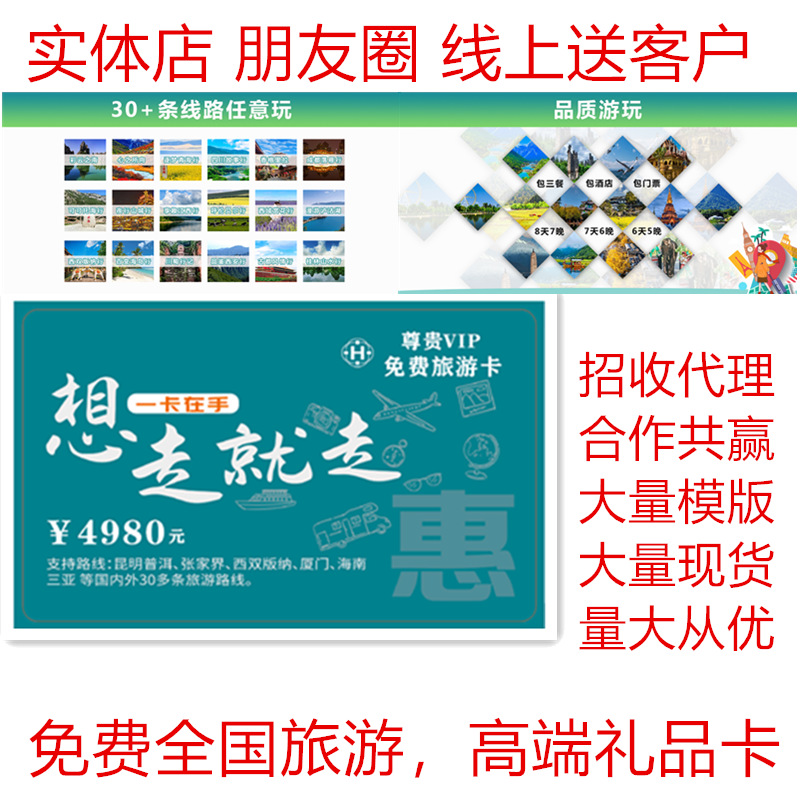 实体店 朋友圈 线上送客户
30+条线路任意玩
品质游玩
包三餐
包酒店
包门票
8天7晚
7天6晚
6天5晚
H
尊贵VIP
免费旅游卡
一卡在手
想走就走
￥4980元
惠
支持路线:昆明普洱、张家界、西双版纳、厦门、海南
三亚 等国内外30多条旅游路线。
招收代理
合作共赢
大量模版
大量现货
量大从优
免费全国旅游，高端礼品卡